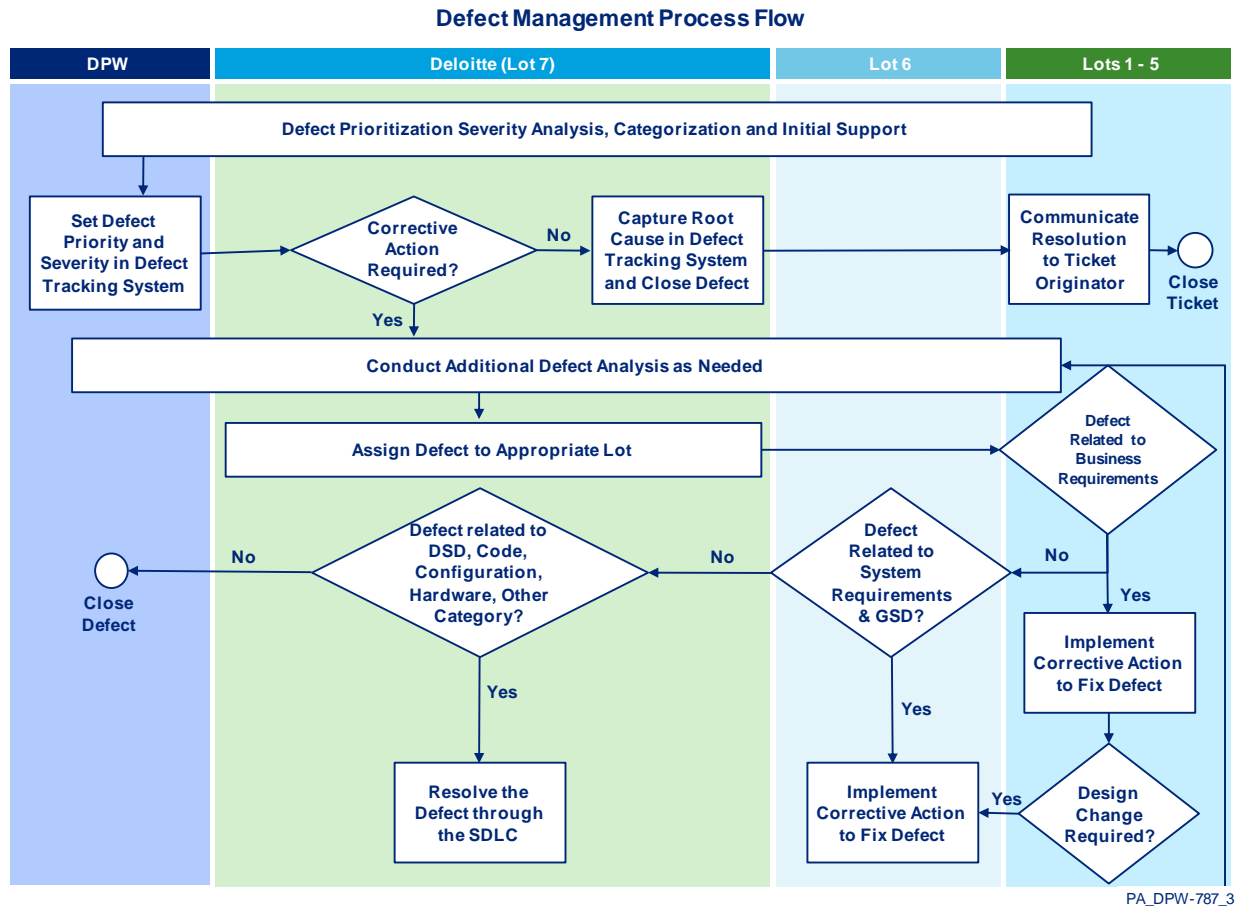 Defect Management Process Flow
DPW
Deloitte (Lot 7)
Lot 6
Lots 1 - 5
Defect Prioritization Severity Analysis, Categorization and Initial Support
Set Defect
Priority and
Severity in Defect
Tracking System
Corrective
Action
Required?
No
Capture Root
Cause in Defect
Tracking System
and Close Defect
Communicate
Resolution
to Ticket
Originator
Close
Ticket
Yes
Conduct Additional Defect Analysis as Needed
Assign Defect to Appropriate Lot
Defect
Related to
Business
Requirements
No
Yes
Defect
Related to
System
Requirements
& GSD?
No
Defect related to
DSD, Code,
Configuration,
Hardware, Other
Category?
No
Close
Defect
Implement
Corrective Action
to Fix Defect
Yes
Yes
Resolve the
Defect through
the SDLC
Implement
Corrective Action
to Fix Defect
Yes
Design
Change
Required?
PA_DPW-787_3